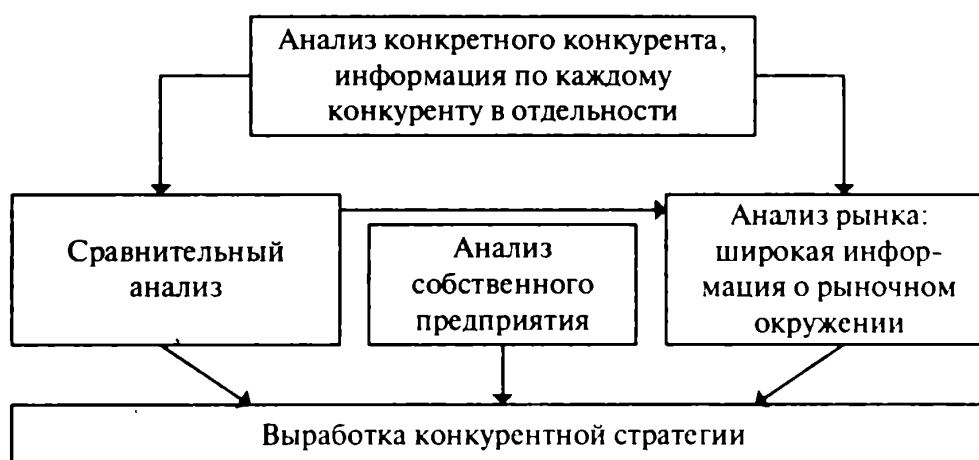 Анализ конкретного конкурента,
информация по каждому
конкуренту в отдельности
Сравнительный
анализ
Анализ
собственного
предприятия
Анализ рынка:
широкая инфор-
мация о рыночном
окружении
Выработка конкурентной стратегии